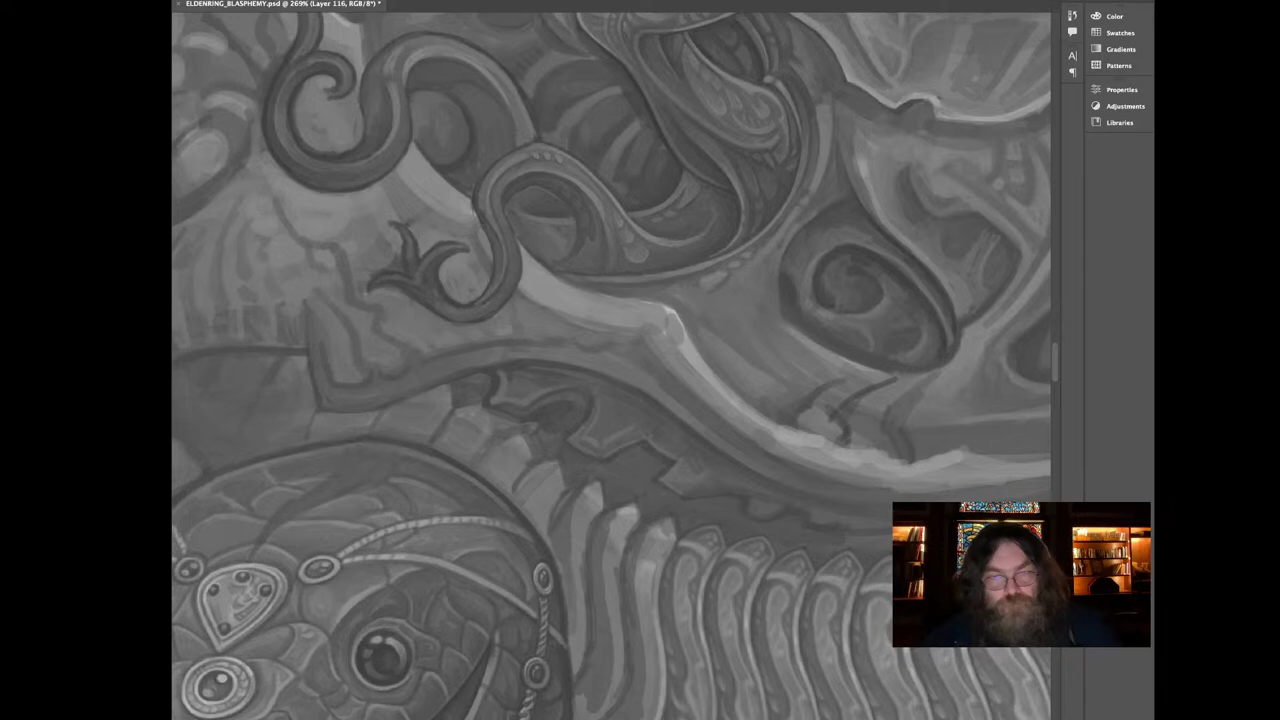 × ELDENRING_BLASPHEMY.psd @ 269% (Layer 116, RGB/8*) *
Color
Swatches
Gradients
Patterns
Properties
Adjustments
Libraries